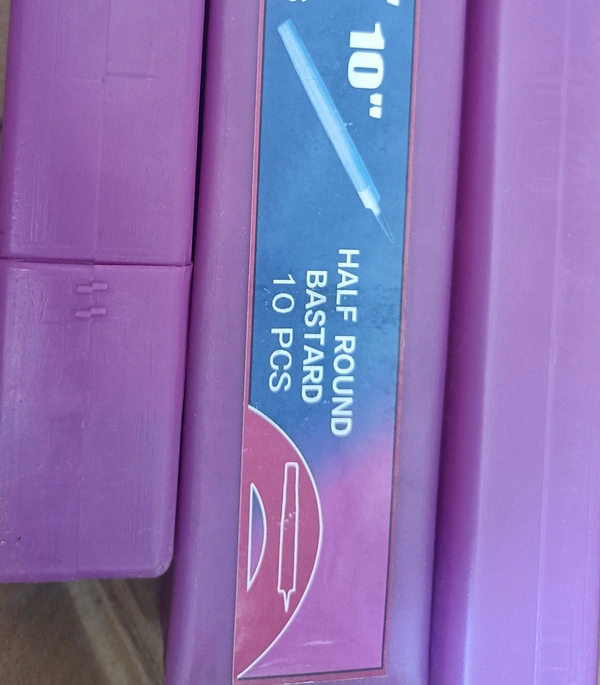 10"
HALF ROUND
BASTARD
10 PCS